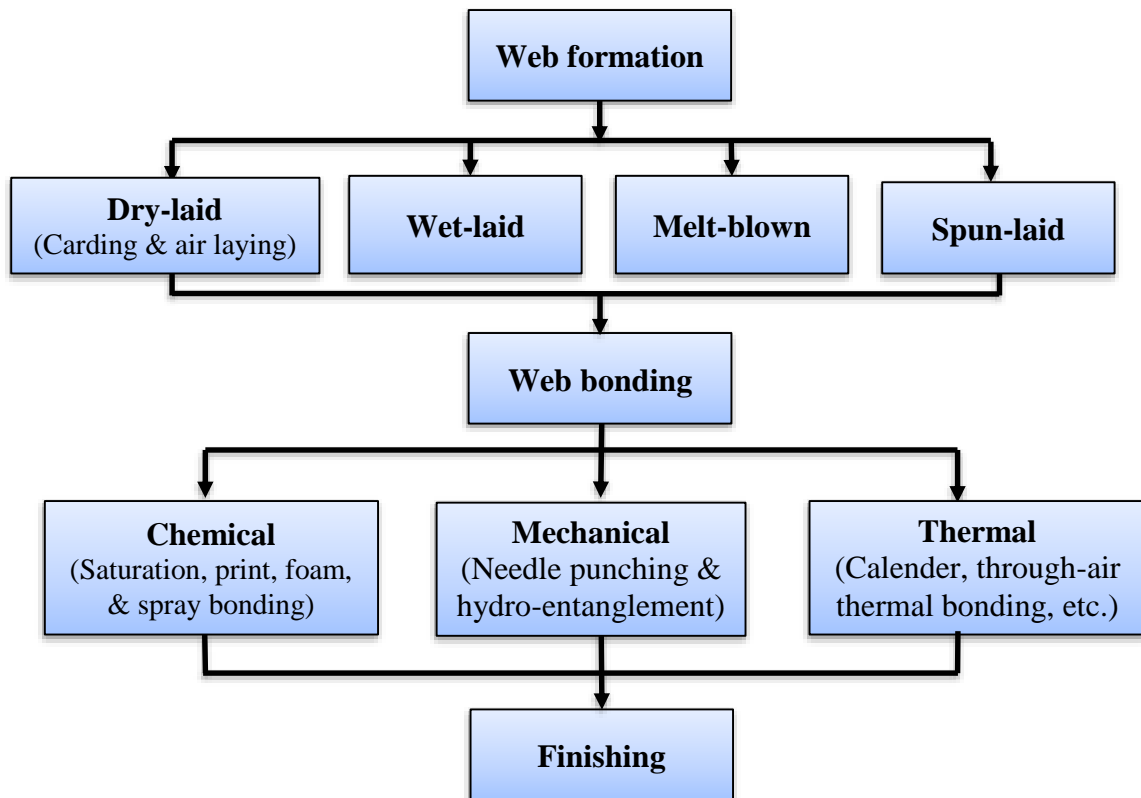 Web formation
Dry-laid
(Carding & air laying)
Wet-laid
Melt-blown
Spun-laid
Web bonding
Chemical
(Saturation, print, foam,
& spray bonding)
Mechanical
(Needle punching &
hydro-entanglement)
Thermal
(Calender, through-air
thermal bonding, etc.)
Finishing